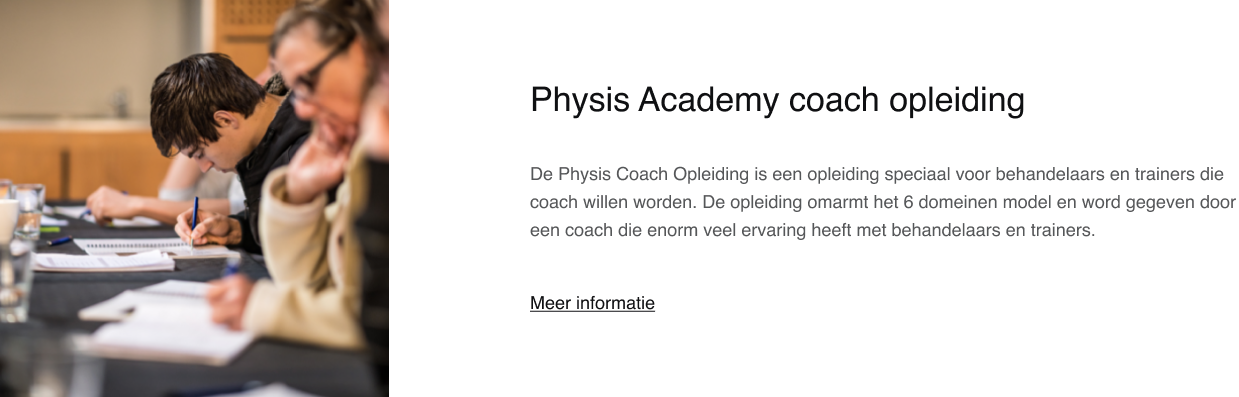 Physis Academy coach opleiding
De Physis Coach Opleiding is een opleiding speciaal voor behandelaars en trainers die
coach willen worden. De opleiding omarmt het 6 domeinen model en word gegeven door
een coach die enorm veel ervaring heeft met behandelaars en trainers.
Meer informatie